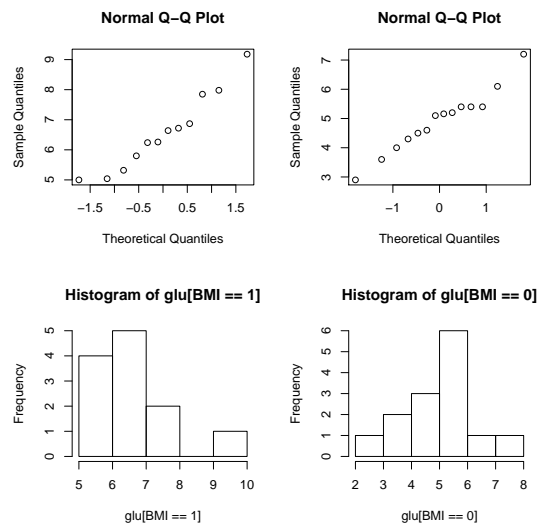 Normal Q−Q Plot
Sample Quantiles
9
8
7
6
5
−1.5
−0.5
0.5
1.5
Theoretical Quantiles
Normal Q−Q Plot
Sample Quantiles
7
6
5
4
3
−1
0
1
Theoretical Quantiles
Histogram of glu[BMI == 1]
Frequency
5
4
3
2
1
0
5 6 7 8 9 10
glu[BMI == 1]
Histogram of glu[BMI == 0]
Frequency
6
5
4
3
2
1
0
2 3 4 5 6 7 8
glu[BMI == 0]